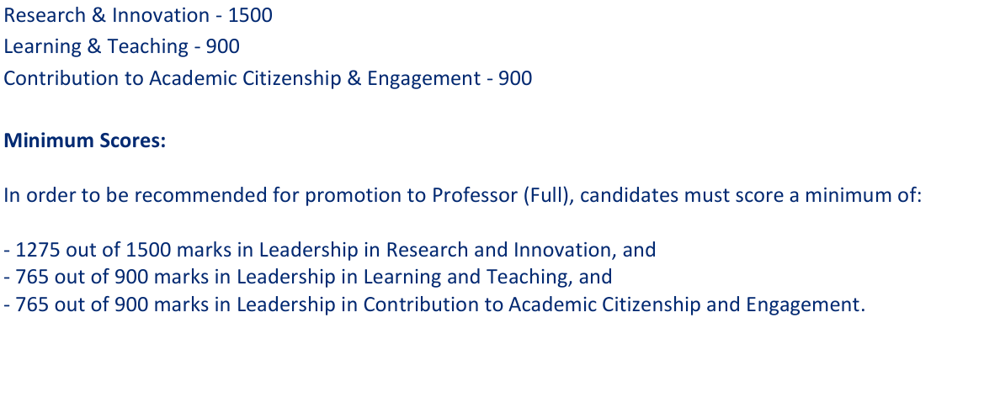 Research & Innovation - 1500
Learning & Teaching - 900
Contribution to Academic Citizenship & Engagement - 900
Minimum Scores:
In order to be recommended for promotion to Professor (Full), candidates must score a minimum of:
- 1275 out of 1500 marks in Leadership in Research and Innovation, and
- 765 out of 900 marks in Leadership in Learning and Teaching, and
- 765 out of 900 marks in Leadership in Contribution to Academic Citizenship and Engagement.